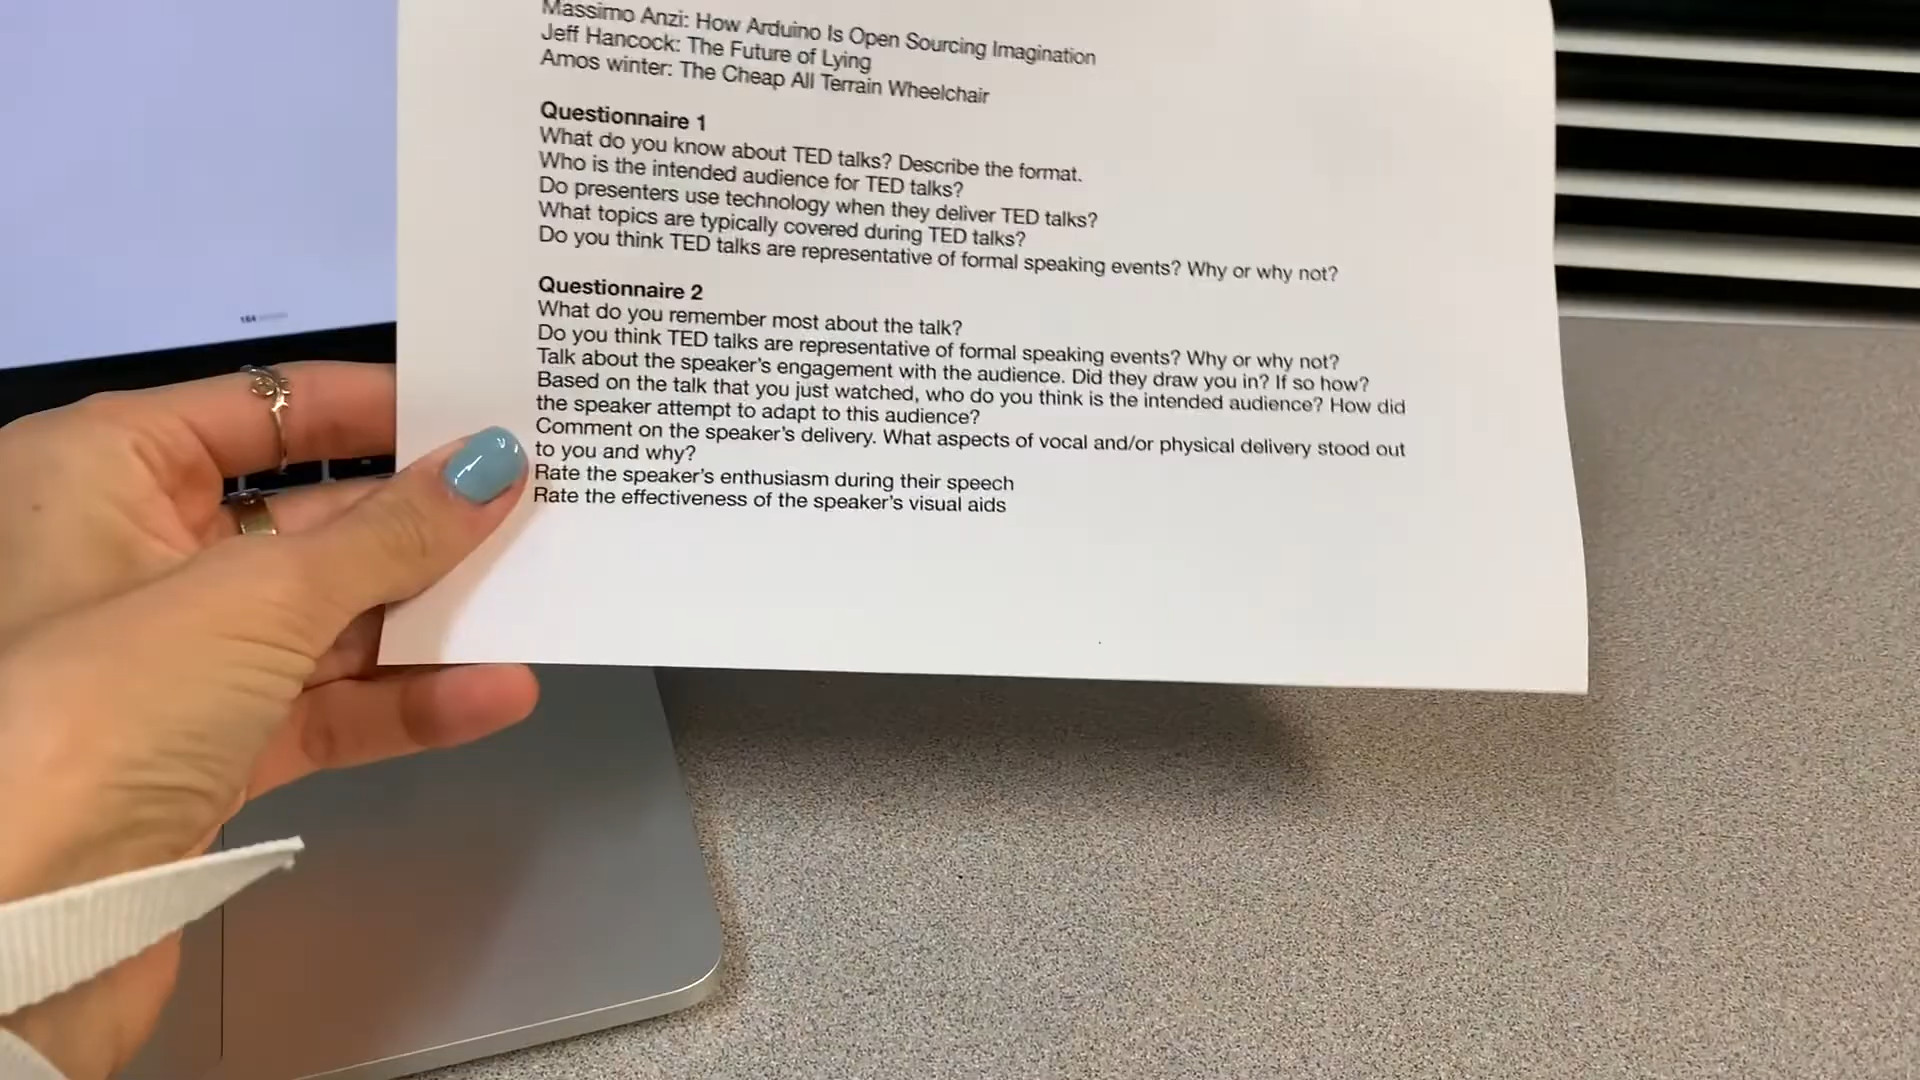 Massimo Anzi: How Arduino Is Open Sourcing Imagination
Jeff Hancock: The Future of Lying
Amos winter: The Cheap All Terrain Wheelchair
Questionnaire 1
What do you know about TED talks? Describe the format.
Who is the intended audience for TED talks?
Do presenters use technology when they deliver TED talks?
What topics are typically covered during TED talks?
Do you think TED talks are representative of formal speaking events? Why or why not?
Questionnaire 2
What do you remember most about the talk?
Do you think TED talks are representative of formal speaking events? Why or why not?
Talk about the speaker's engagement with the audience. Did they draw you in? If so how?
Based on the talk that you just watched, who do you think is the intended audience? How did
the speaker attempt to adapt to this audience?
Comment on the speaker's delivery. What aspects of vocal and/or physical delivery stood out
to you and why?
Rate the speaker's enthusiasm during their speech
Rate the effectiveness of the speaker's visual aids